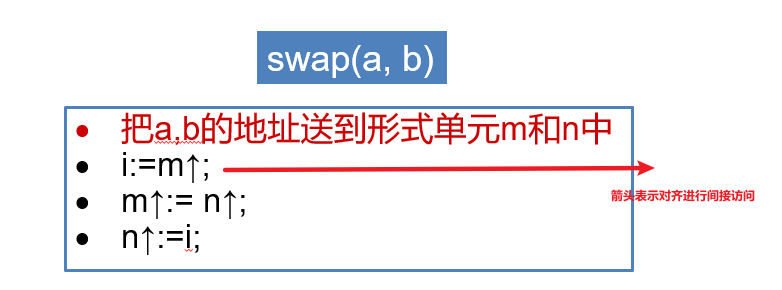 swap(a, b)
• 把a,b的地址送到形式单元m和n中
• i:=m↑;
• m↑:= n↑;
• n↑:=i;
箭头表示对齐进行间接访问